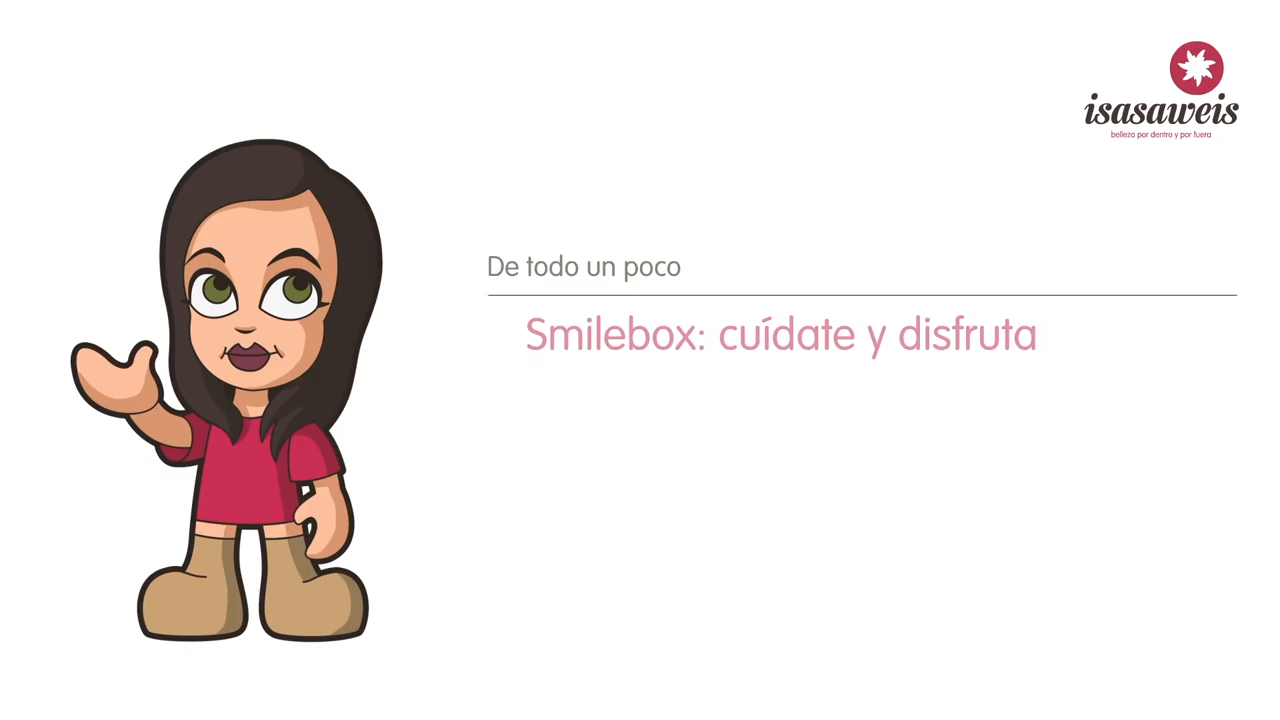 isasaweis
belleza por dentro y por fuera
De todo un poco
Smilebox: cuídate y disfruta